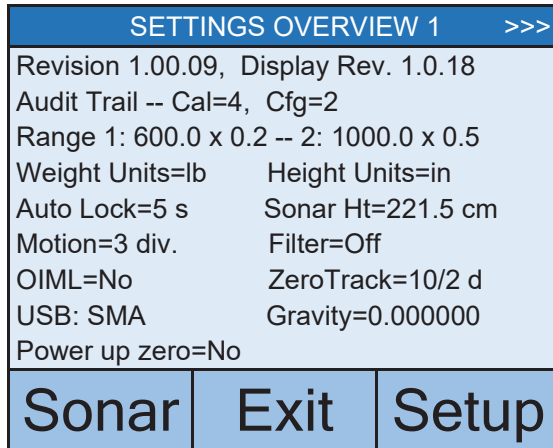 SETTINGS OVERVIEW 1 >>>
Revision 1.00.09, Display Rev. 1.0.18
Audit Trail -- Cal=4, Cfg=2
Range 1: 600.0 x 0.2 -- 2: 1000.0 x 0.5
Weight Units=lb Height Units=in
Auto Lock=5 s Sonar Ht=221.5 cm
Motion=3 div. Filter=Off
OIML=No ZeroTrack=10/2 d
USB: SMA Gravity=0.000000
Power up zero=No
Sonar Exit Setup